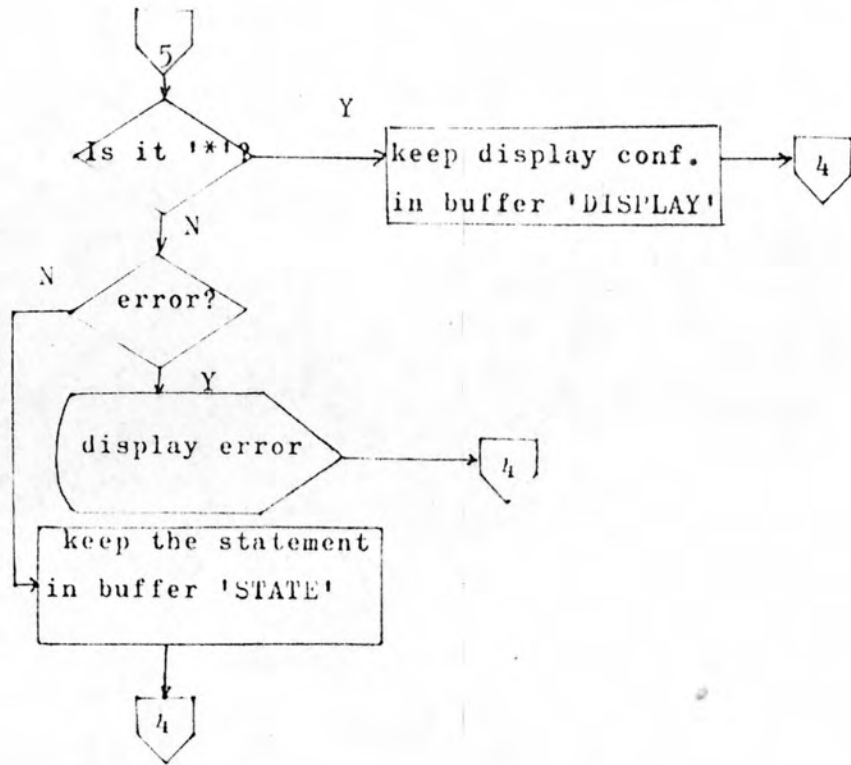 5
Is it '*'?
Y
keep display conf.
in buffer 'DISPLAY'
4
N
error?
N
Y
display error
4
keep the statement
in buffer 'STATE'
4